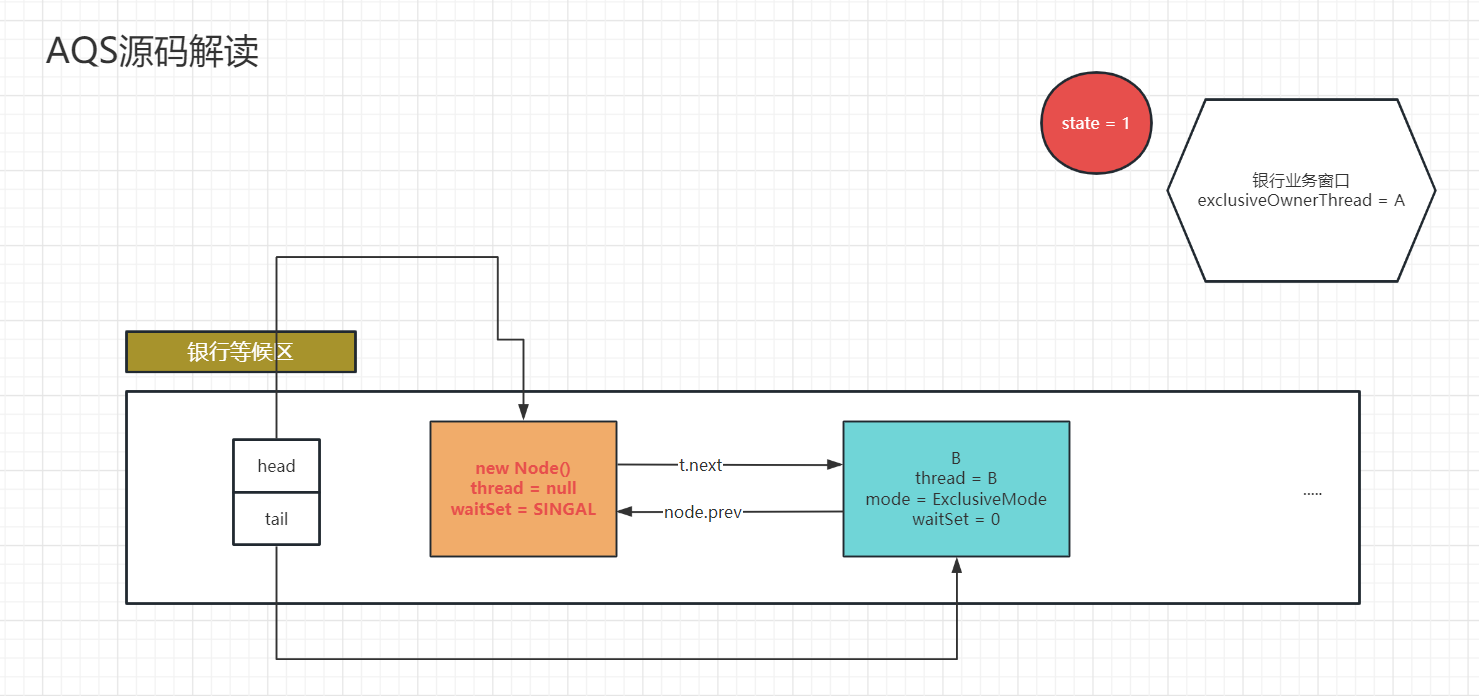 AQS源码解读
state = 1
银行业务窗口
exclusiveOwnerThread = A
银行等候区
head
tail
new Node()
thread = null
waitSet = SINGAL
t.next
node.prev
B
thread = B
mode = ExclusiveMode
waitSet = 0
.....